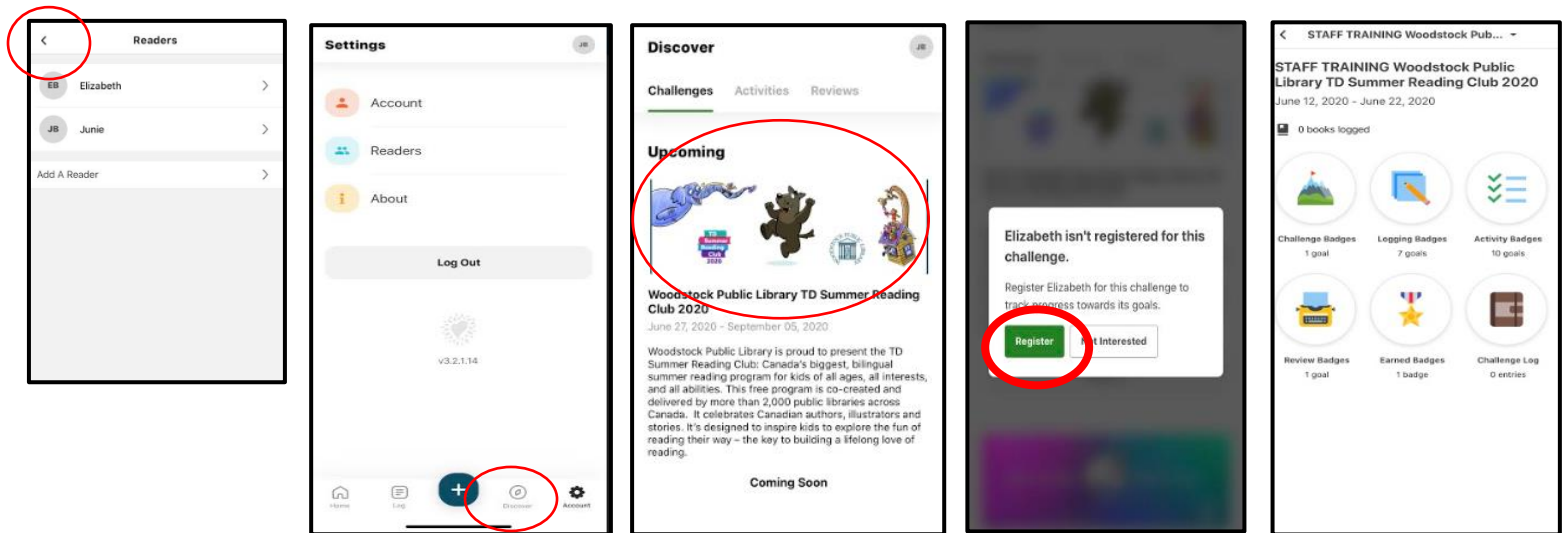 Readers
EB Elizabeth
JB Junie
Add A Reader
Settings
JB
Account
Readers
About
Log Out
v3.2.1.14
Home
Log
Discover
Account
Discover
JB
Challenges Activities Reviews
Upcoming
TD
Summer
Reading
Club
2020
WOODSTOCK PUBLIC LIBRARY
Woodstock Public Library TD Summer Reading
Club 2020
June 27, 2020 - September 05, 2020
Woodstock Public Library is proud to present the TD
Summer Reading Club: Canada's biggest, bilingual
summer reading program for kids of all ages, all interests,
and all abilities. This free program is co-created and
delivered by more than 2,000 public libraries across
Canada. It celebrates Canadian authors, illustrators and
stories. It's designed to inspire kids to explore the fun of
reading their way – the key to building a lifelong love of
reading.
Coming Soon
Elizabeth isn't registered for this
challenge.
Register Elizabeth for this challenge to
track progress towards its goals.
Register
Not Interested
STAFF TRAINING Woodstock Pub...
STAFF TRAINING Woodstock Public
Library TD Summer Reading Club 2020
June 12, 2020 - June 22, 2020
0 books logged
Challenge Badges
1 goal
Logging Badges
7 goals
Activity Badges
10 goals
Review Badges
1 goal
Earned Badges
1 badge
Challenge Log
0 entries